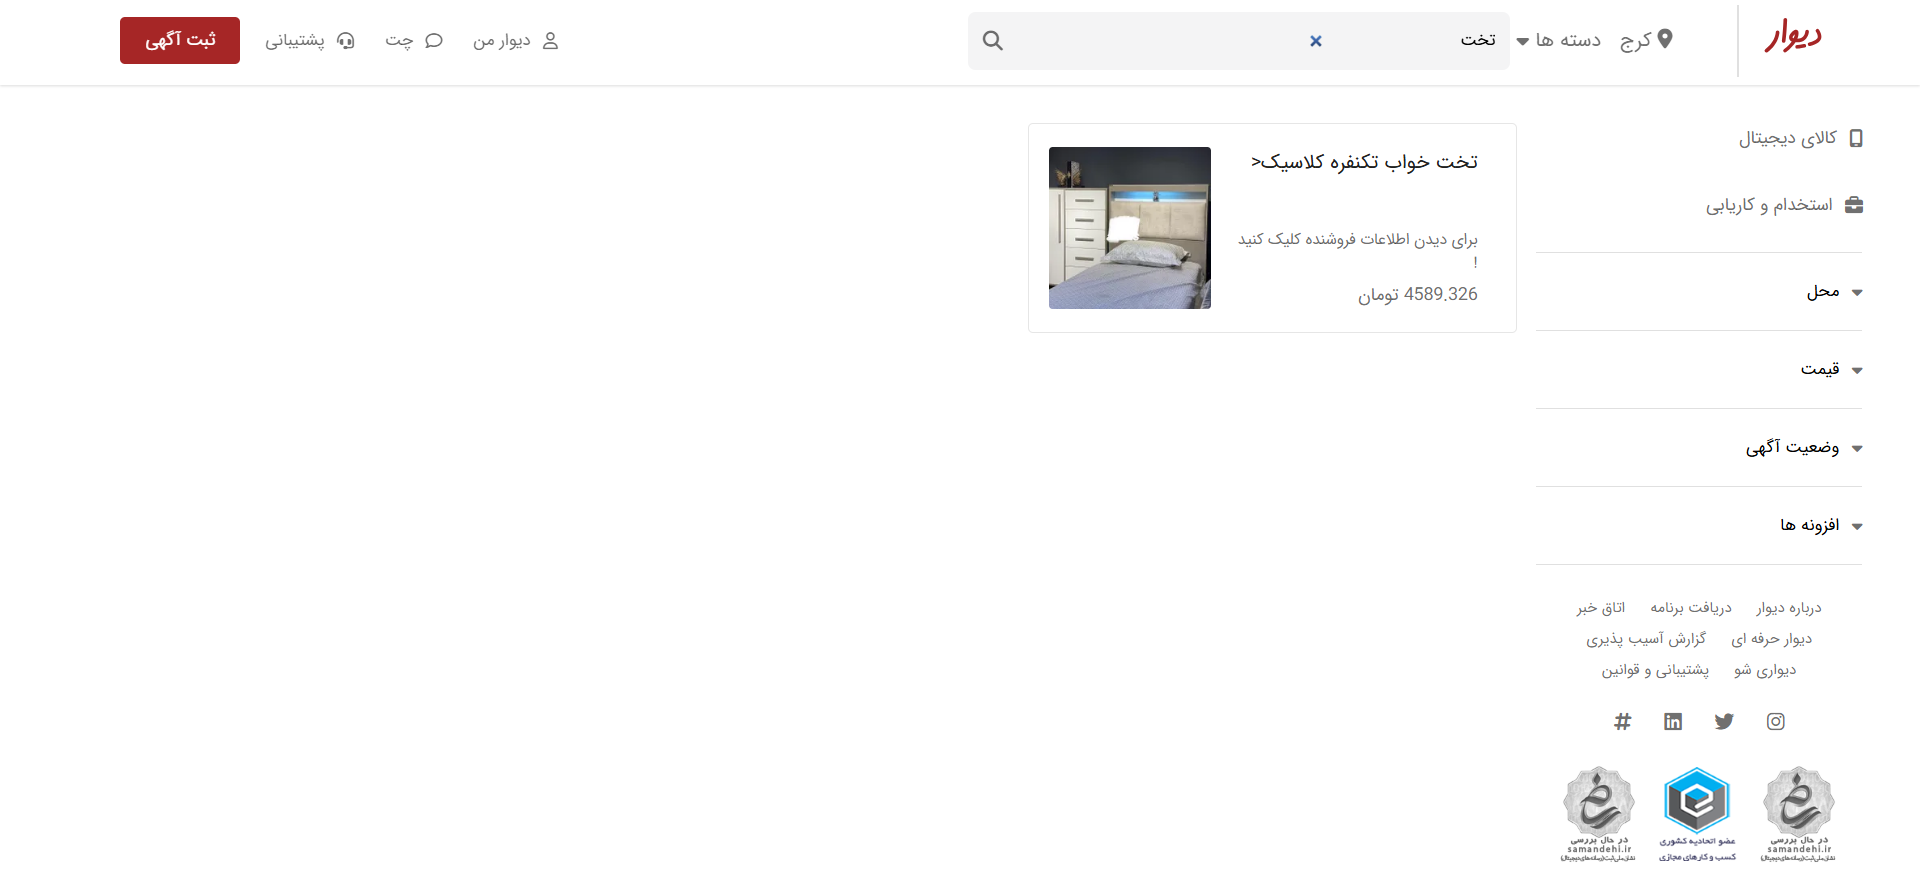 دیوار
کرج
دسته ها
تخت
دیوار من
چت
پشتیبانی
ثبت آگهی
کالای دیجیتال
استخدام و کاریابی
محل
قیمت
وضعیت آگهی
افزونه ها
درباره دیوار دریافت برنامه اتاق خبر
دیوار حرفه ای گزارش آسیب پذیری
دیواری شو پشتیبانی و قوانین
در حال بررسی
samandehi.ir
عضو اتحادیه کشوری
کسب و کارهای مجازی
در حال بررسی
samandehi.ir
تخت خواب تکنفره کلاسیک<
برای دیدن اطلاعات فروشنده کلیک کنید
!
4589.326 تومان